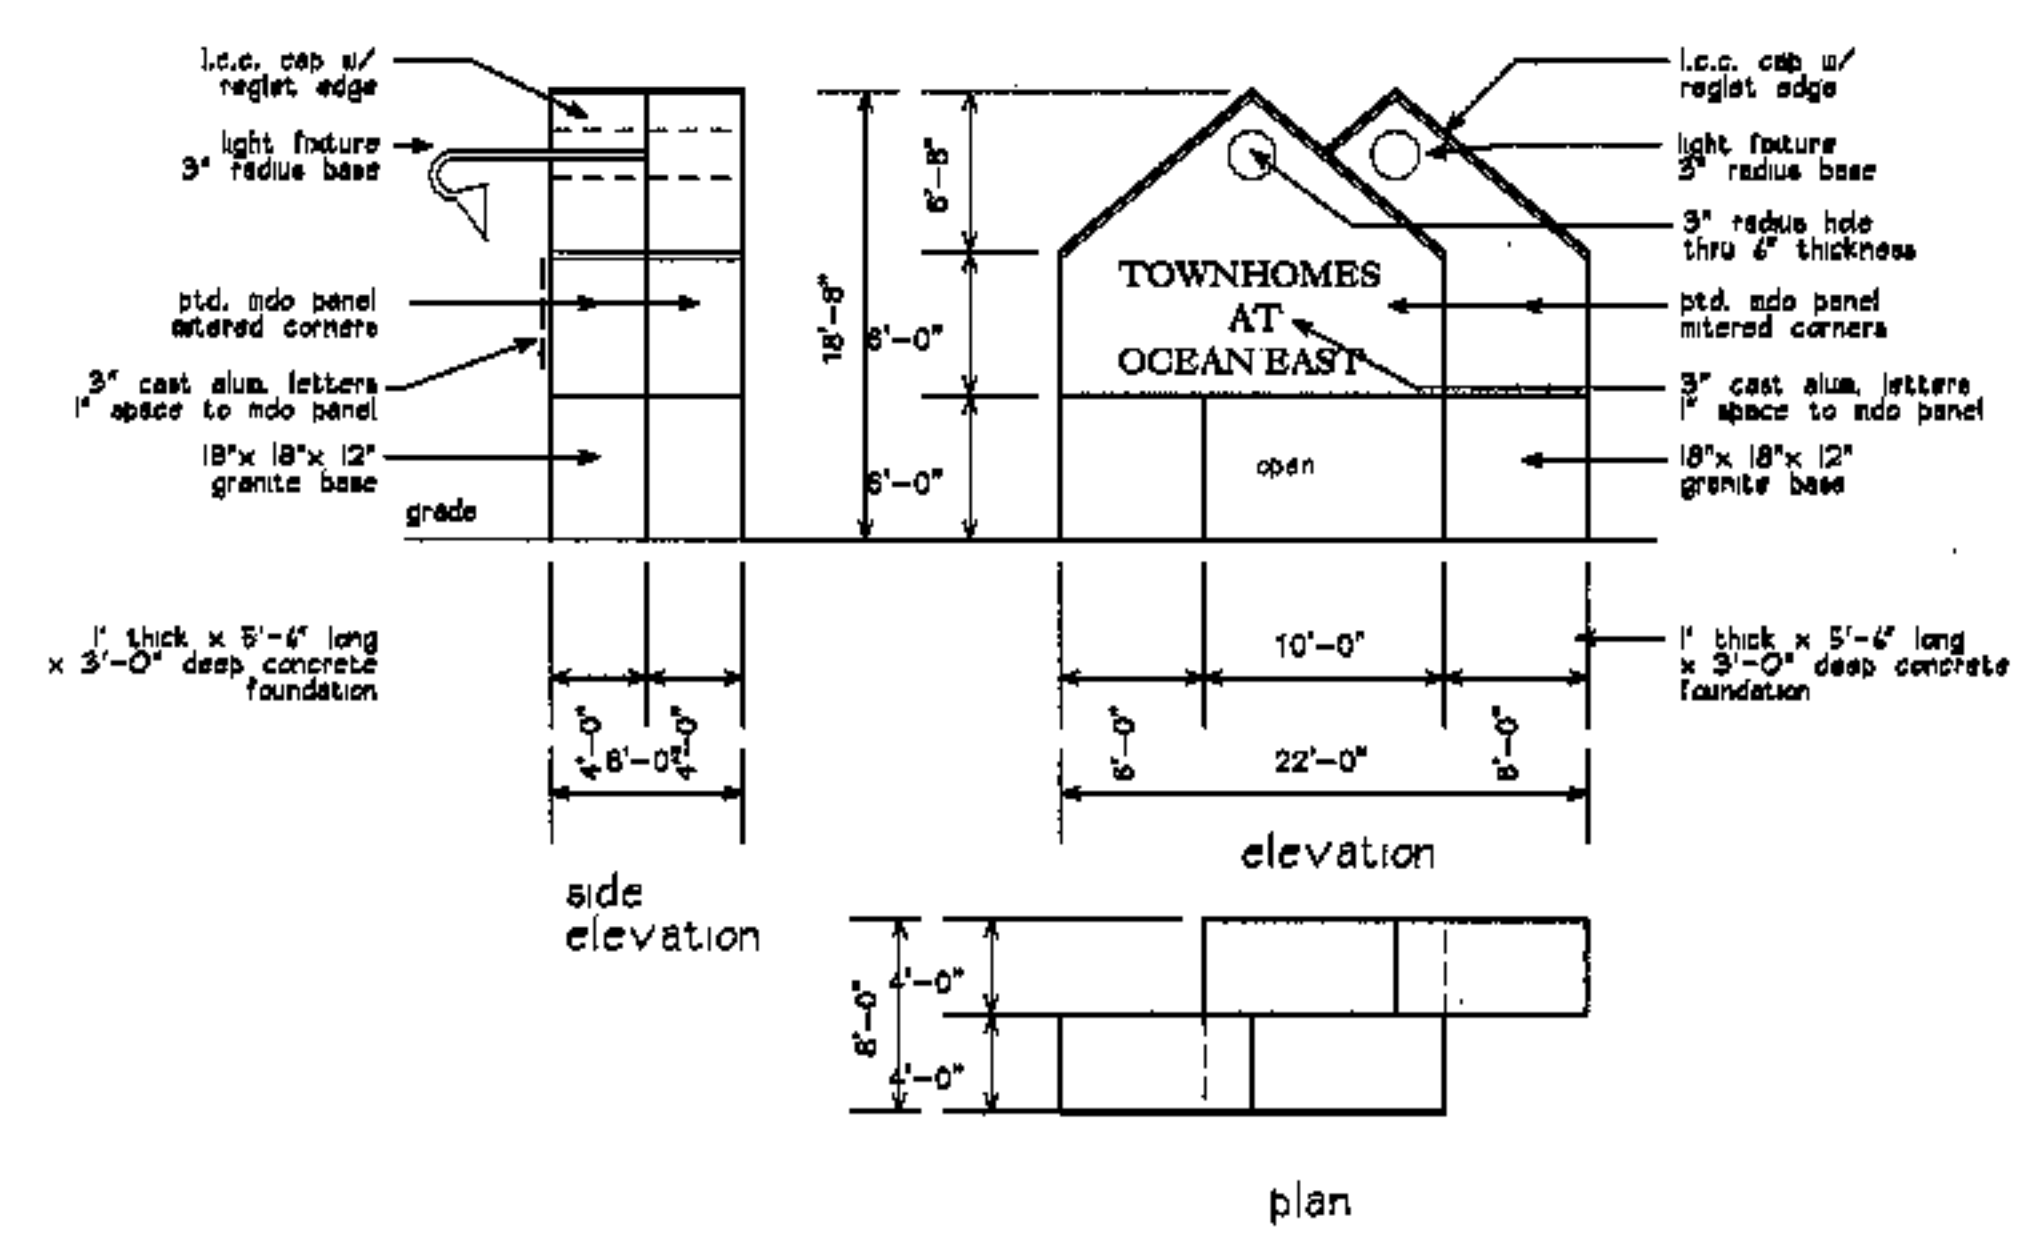 l.c.c. cap w/
reglet edge
light fixture
3" radius base
ptd. mdo panel
mitered corners
3" cast alum. letters
1" space to mdo panel
18"x 18"x 12"
granite base
grade
1' thick x 5'-6" long
x 3'-0" deep concrete
foundation
4'-0"
4'-0"
8'-0"
side
elevation
18'-8"
6'-8"
6'-0"
6'-0"
TOWNHOMES
AT
OCEAN EAST
open
10'-0"
6'-0"
22'-0"
6'-0"
elevation
l.c.c. cap w/
reglet edge
light fixture
3" radius base
3" radius hole
thru 6" thickness
ptd. mdo panel
mitered corners
3" cast alum. letters
1" space to mdo panel
18"x 18"x 12"
granite base
1' thick x 5'-6" long
x 3'-0" deep concrete
foundation
8'-0"
4'-0"
4'-0"
plan